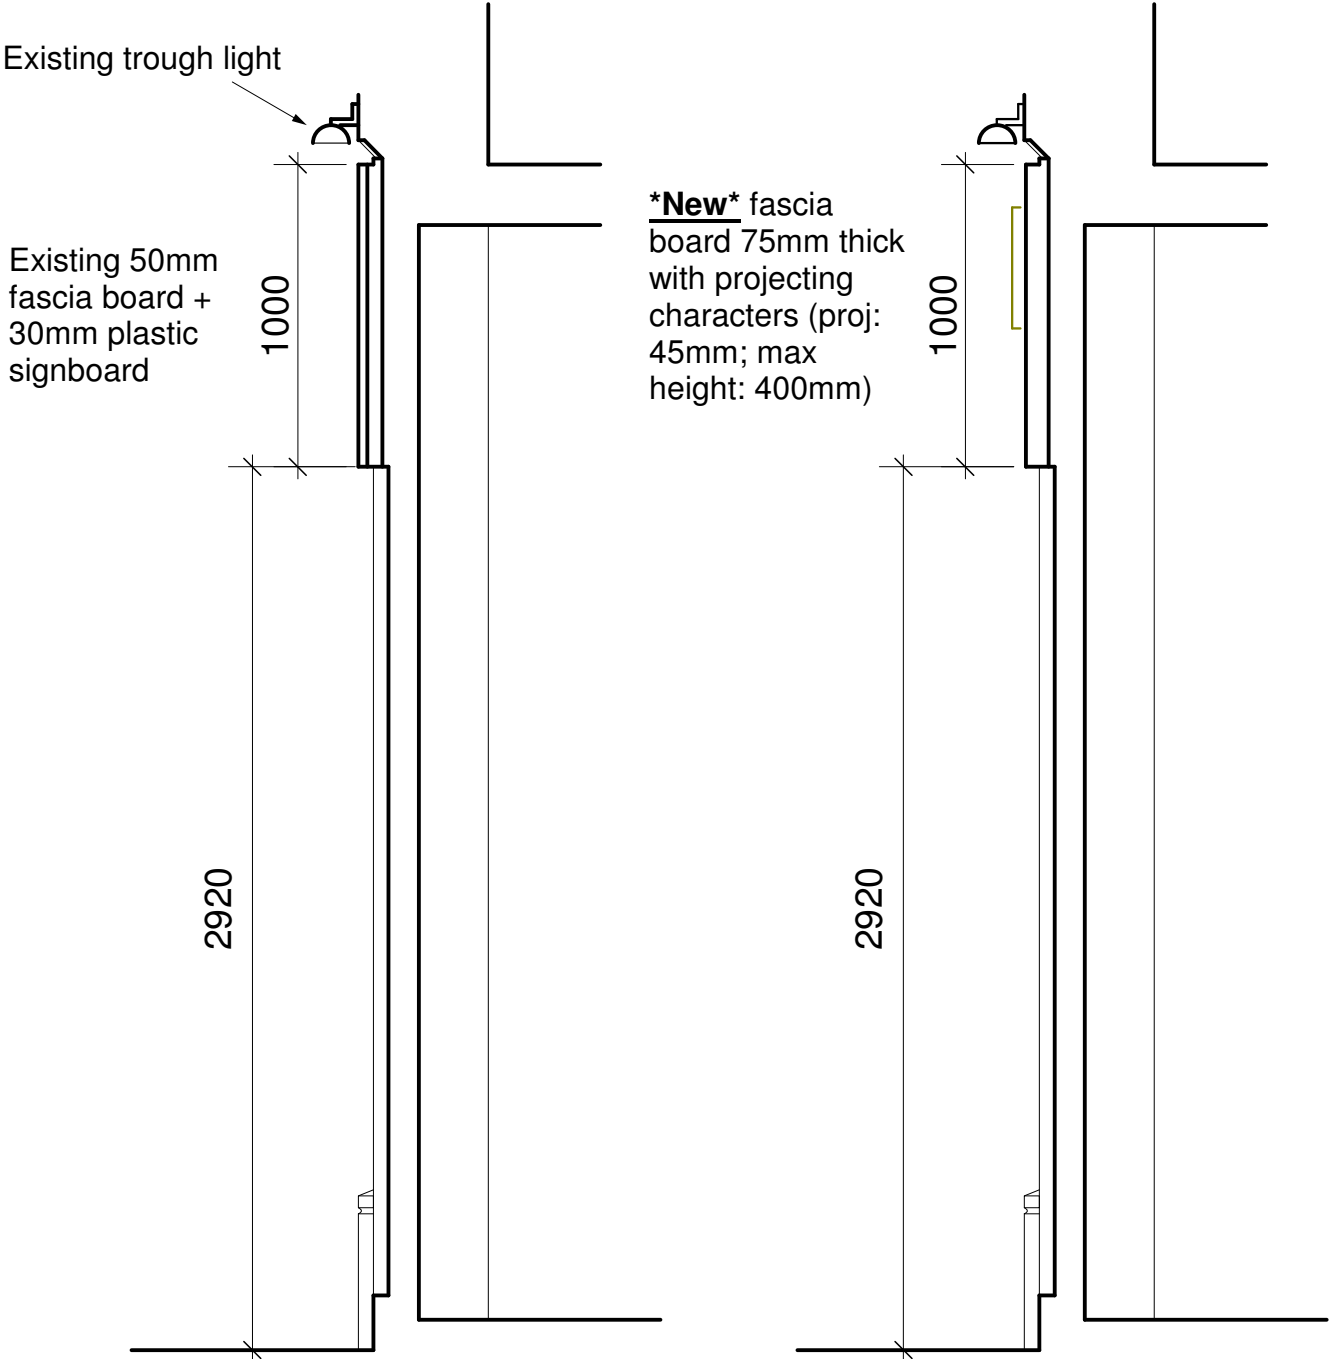 Existing trough light
Existing 50mm
fascia board +
30mm plastic
signboard
1000
2920
*New* fascia
board 75mm thick
with projecting
characters (proj:
45mm; max
height: 400mm)
1000
2920